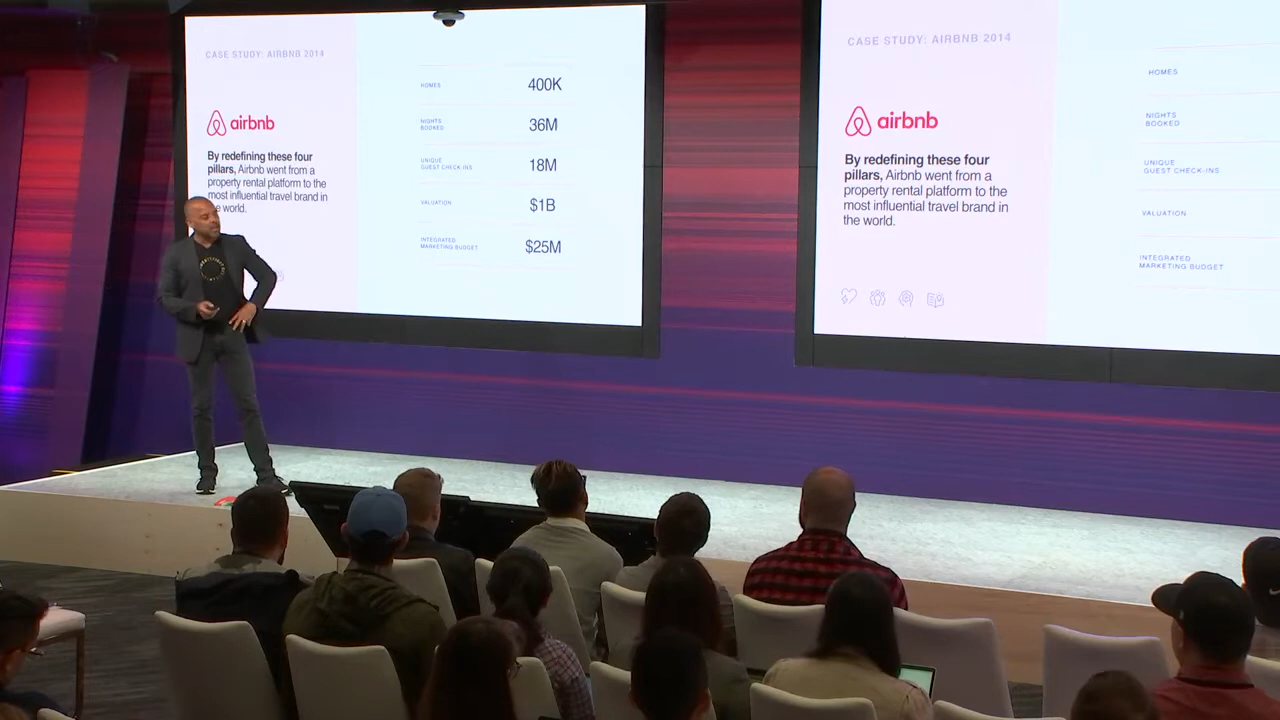 CASE STUDY: AIRBNB 2014
airbnb
By redefining these four
pillars, Airbnb went from a
property rental platform to the
most influential travel brand in
the world.
HOMES 400K
NIGHTS
BOOKED 36M
UNIQUE
GUEST CHECK-INS 18M
VALUATION $1B
INTEGRATED
MARKETING BUDGET $25M
CASE STUDY: AIRBNB 2014
airbnb
By redefining these four
pillars, Airbnb went from a
property rental platform to the
most influential travel brand in
the world.
HOMES
NIGHTS
BOOKED
UNIQUE
GUEST CHECK-INS
VALUATION
INTEGRATED
MARKETING BUDGET